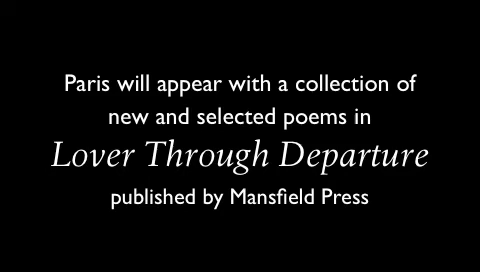 Paris will appear with a collection of
new and selected poems in
Lover Through Departure
published by Mansfield Press